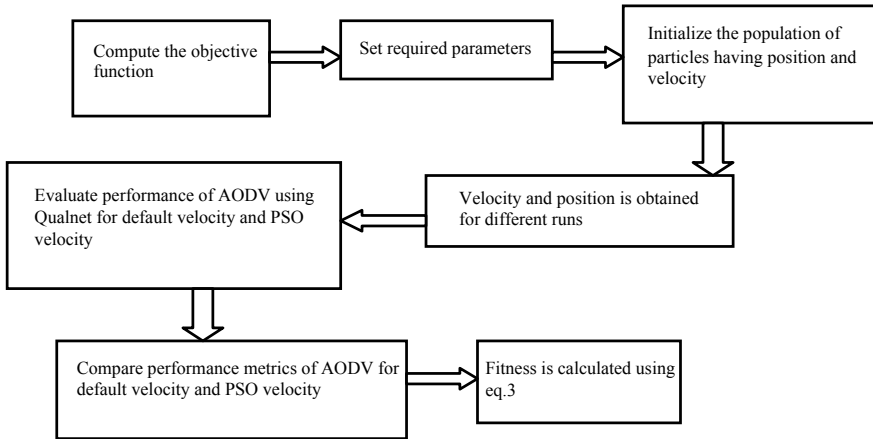 Compute the objective
function
Set required parameters
Initialize the population of
particles having position and
velocity
Velocity and position is obtained
for different runs
Evaluate performance of AODV using
Qualnet for default velocity and PSO
velocity
Compare performance metrics of AODV for
default velocity and PSO velocity
Fitness is calculated using
eq.3